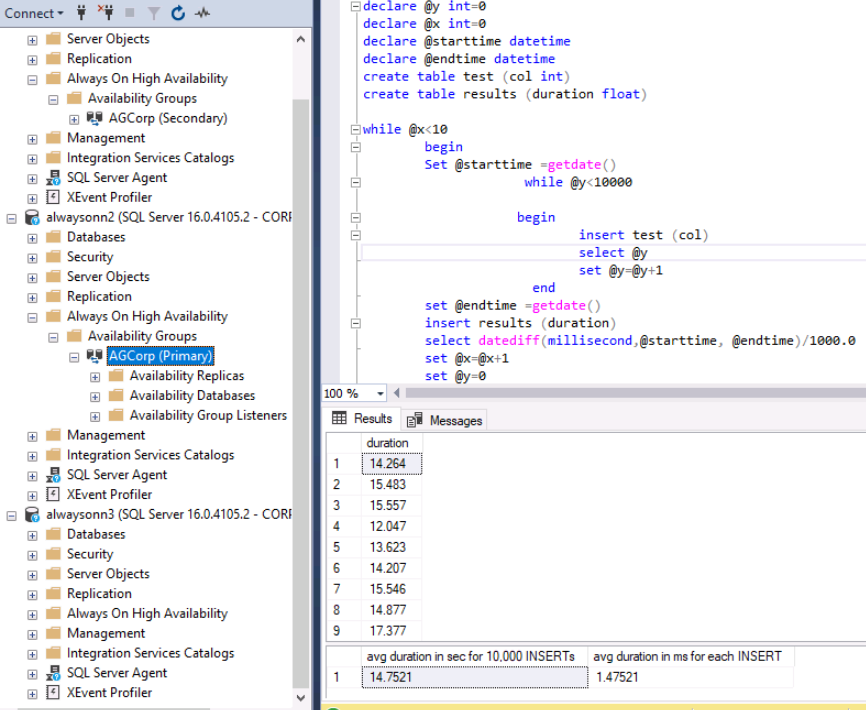 Connect
Server Objects
Replication
Always On High Availability
Availability Groups
AGCorp (Secondary)
Management
Integration Services Catalogs
SQL Server Agent
XEvent Profiler
alwaysonn2 (SQL Server 16.0.4105.2 - CORP
Databases
Security
Server Objects
Replication
Always On High Availability
Availability Groups
AGCorp (Primary)
Availability Replicas
Availability Databases
Availability Group Listeners
Management
Integration Services Catalogs
SQL Server Agent
XEvent Profiler
alwaysonn3 (SQL Server 16.0.4105.2 - CORP
Databases
Security
Server Objects
Replication
Always On High Availability
Management
Integration Services Catalogs
SQL Server Agent
XEvent Profiler
declare @y int=0
declare @x int=0
declare @starttime datetime
declare @endtime datetime
create table test (col int)
create table results (duration float)
while @x<10
begin
Set @starttime =getdate()
while @y<10000
begin
insert test (col)
select @y
set @y=@y+1
end
set @endtime =getdate()
insert results (duration)
select datediff(millisecond,@starttime, @endtime)/1000.0
set @x=@x+1
set @y=0
100 %
Results Messages
duration
1 14.264
2 15.483
3 15.557
4 12.047
5 13.623
6 14.207
7 15.546
8 14.877
9 17.377
avg duration in sec for 10,000 INSERTs avg duration in ms for each INSERT
1 14.7521 1.47521